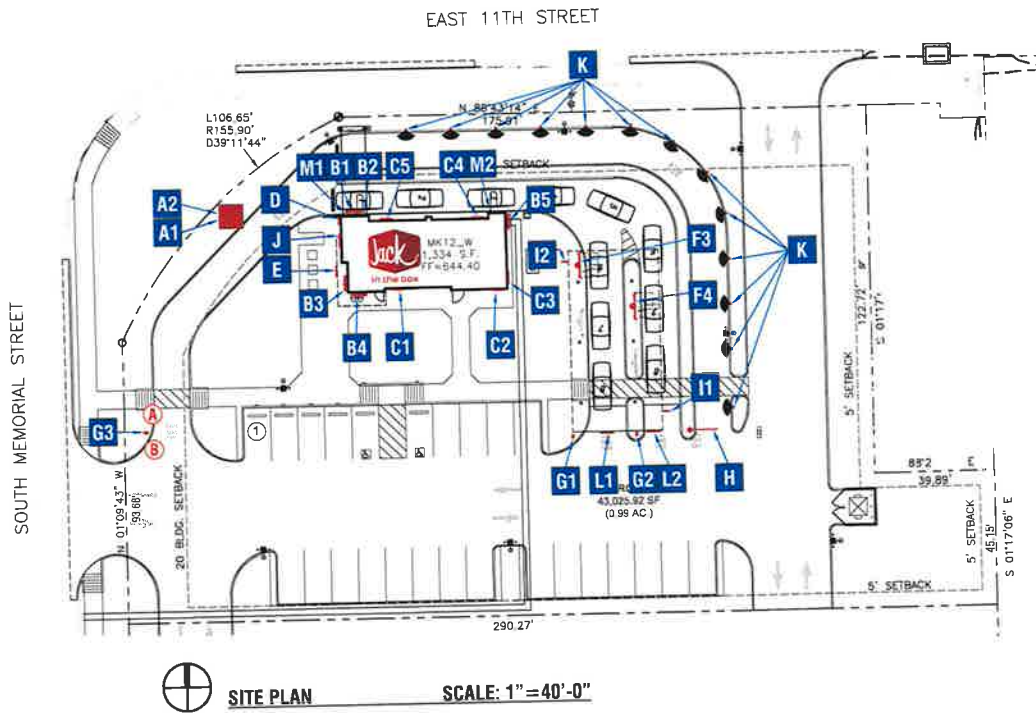 EAST 11TH STREET
K
N 88°43'14" E
175.91'
L106.65'
R155.90'
D39°11'44"
SETBACK
M1 B1 B2 C5 C4 M2
D
B5
A2
A1
J
E
Jack
in the box
MK12_W
1,334 S.F.
FF=644.40
I2
F3
K
F4
B3
B4
C1
C2
C3
122.72'
S 01°17'
5' SETBACK
SOUTH MEMORIAL STREET
G3
A
B
1
I1
G1
L1
G2
L2
H
43,025.92 SF
(0.99 AC )
88°2
E
39.89'
N 01°09'43" W
193.68'
20 BLDG. SETBACK
5' SETBACK
45.15'
S 01°17'06" E
5' SETBACK
290.27'
SITE PLAN
SCALE: 1"=40'-0"